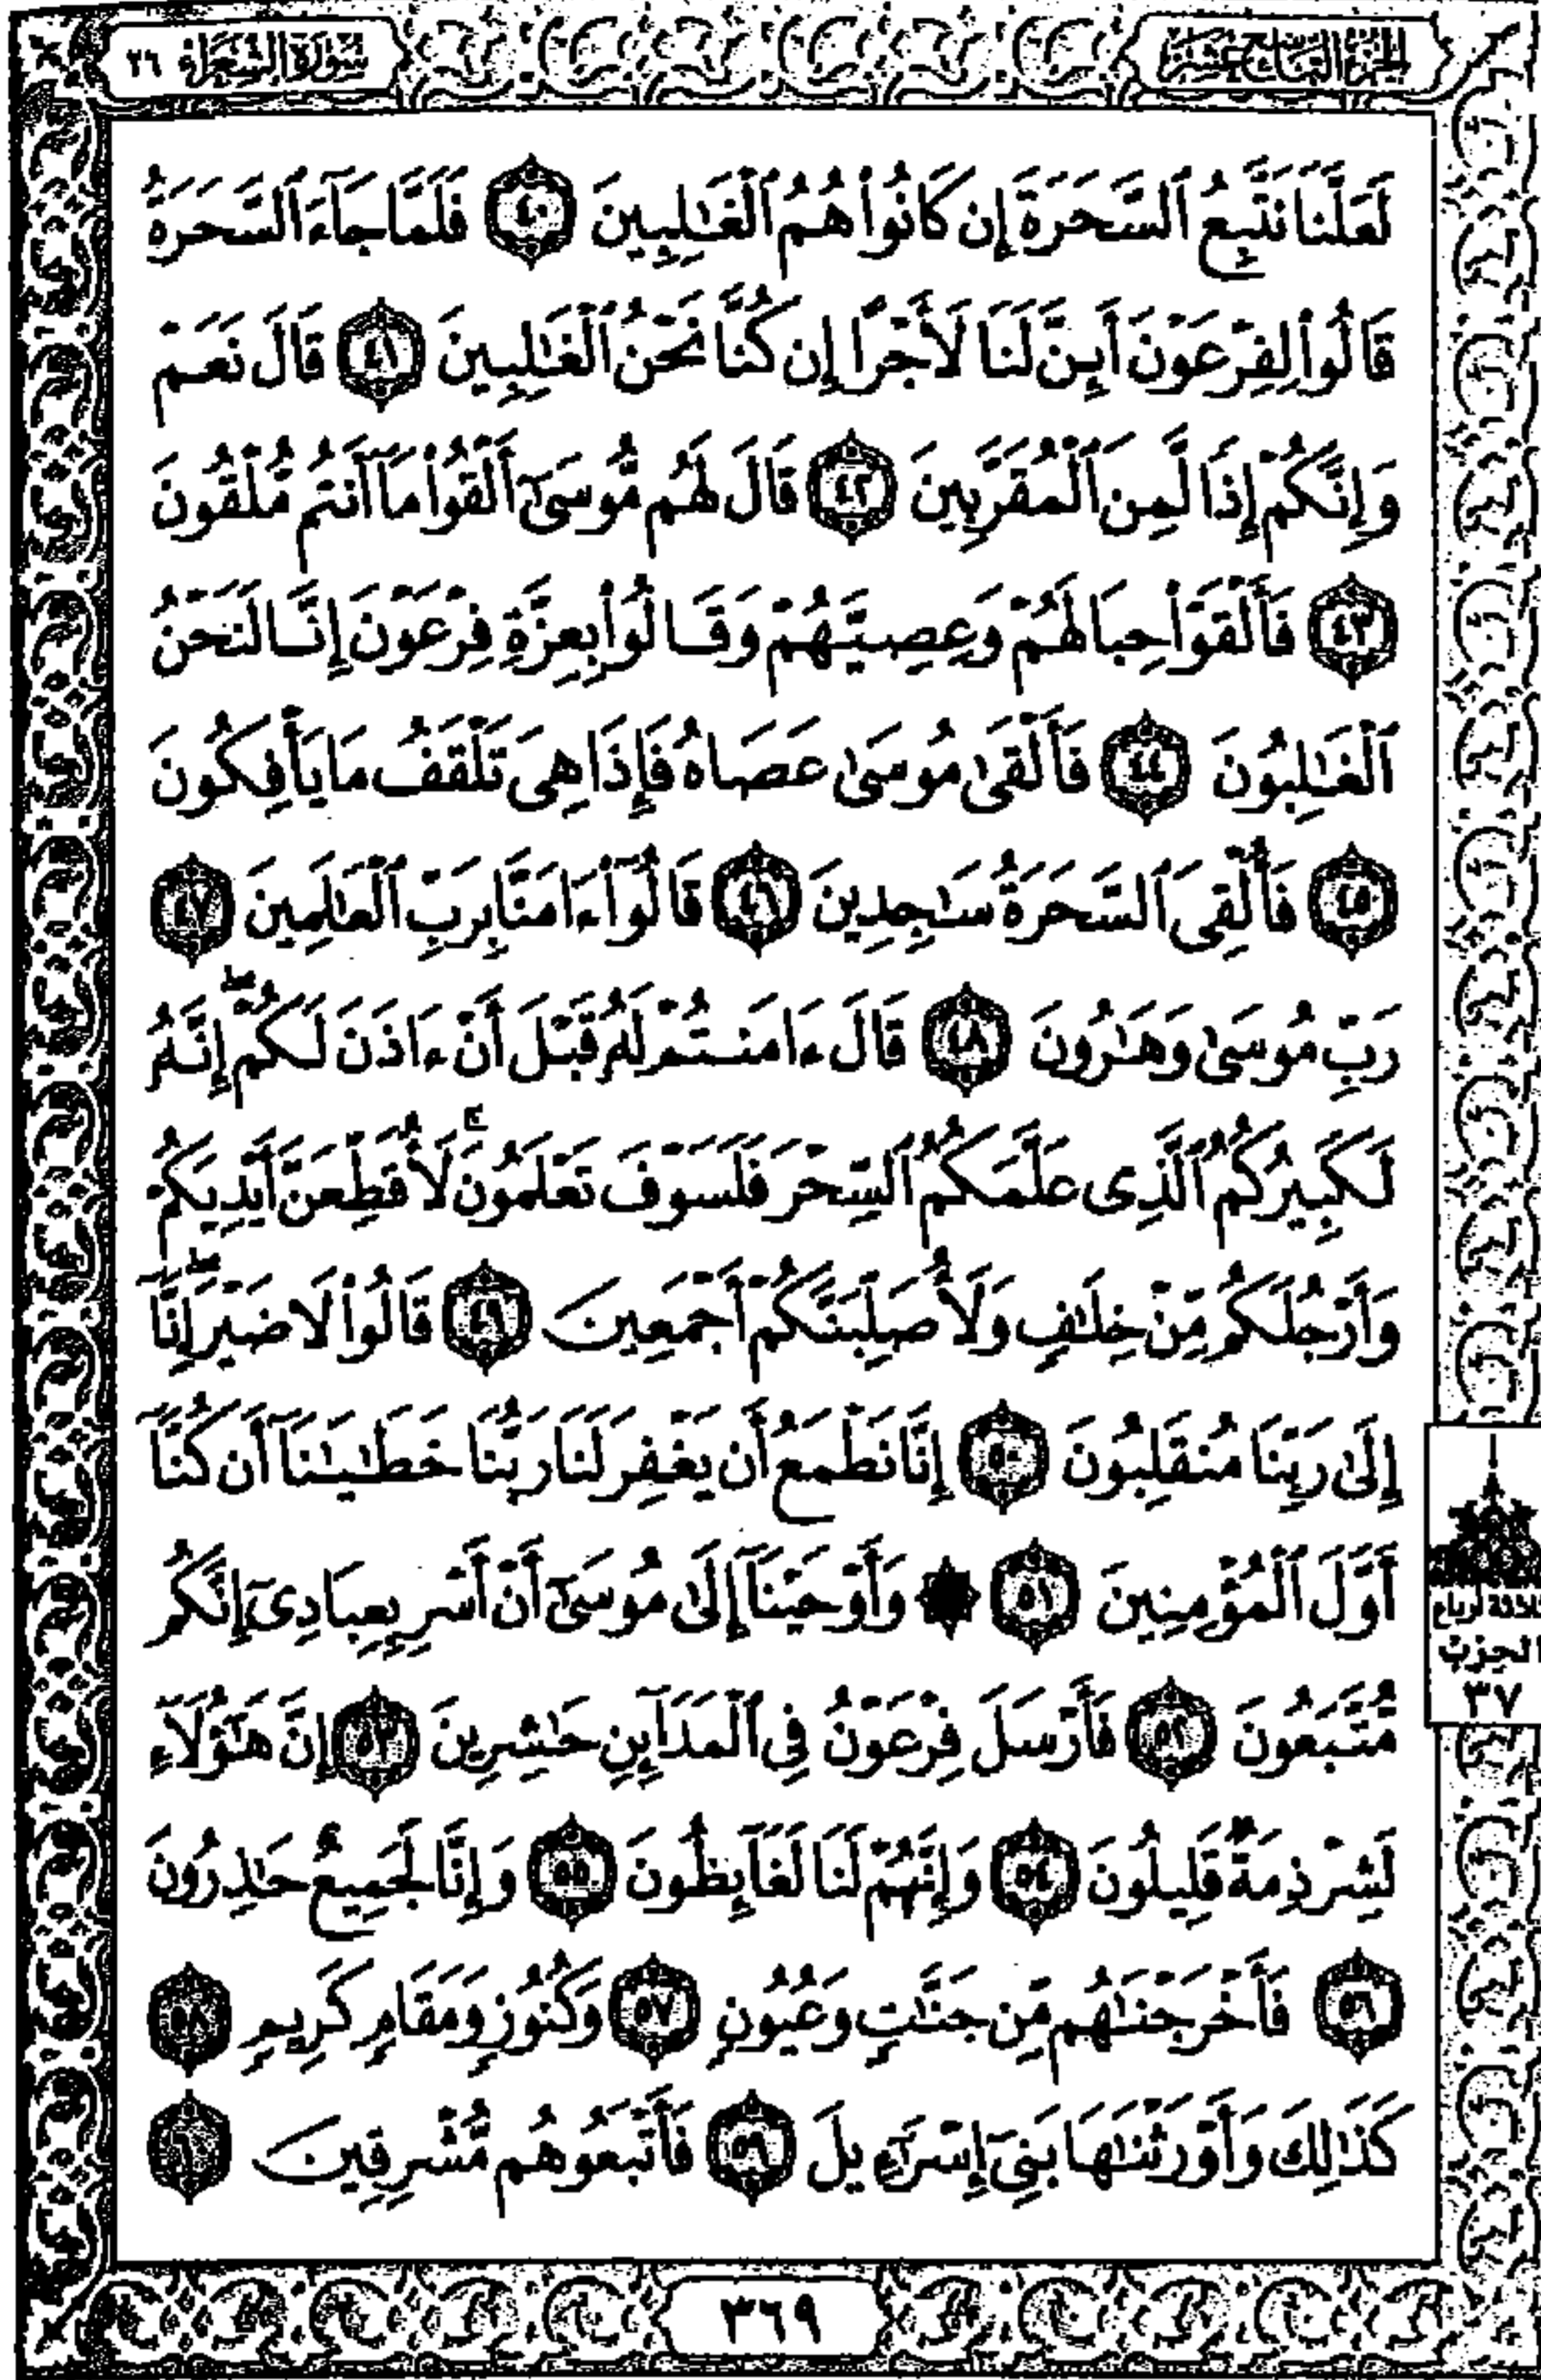 الجزء التاسع عشر
سورة الشعراء ٢٦
لَعَلَّنَا نَتَّبِعُ ٱلسَّحَرَةَ إِن كَانُوا۟ هُمُ ٱلْغَـٰلِبِينَ ٤٠ فَلَمَّا جَآءَ ٱلسَّحَرَةُ
قَالُوا۟ لِفِرْعَوْنَ أَئِنَّ لَنَا لَأَجْرًا إِن كُنَّا نَحْنُ ٱلْغَـٰلِبِينَ ٤١ قَالَ نَعَمْ
وَإِنَّكُمْ إِذًا لَّمِنَ ٱلْمُقَرَّبِينَ ٤٢ قَالَ لَهُم مُّوسَىٰٓ أَلْقُوا۟ مَآ أَنتُم مُّلْقُونَ
٤٣ فَأَلْقَوْا۟ حِبَالَهُمْ وَعِصِيَّهُمْ وَقَالُوا۟ بِعِزَّةِ فِرْعَوْنَ إِنَّا لَنَحْنُ
ٱلْغَـٰلِبُونَ ٤٤ فَأَلْقَىٰ مُوسَىٰ عَصَاهُ فَإِذَا هِىَ تَلْقَفُ مَا يَأْفِكُونَ
٤٥ فَأُلْقِىَ ٱلسَّحَرَةُ سَـٰجِدِينَ ٤٦ قَالُوٓا۟ ءَامَنَّا بِرَبِّ ٱلْعَـٰلَمِينَ ٤٧
رَبِّ مُوسَىٰ وَهَـٰرُونَ ٤٨ قَالَ ءَامَنتُمْ لَهُۥ قَبْلَ أَنْ ءَاذَنَ لَكُمْ ۖ إِنَّهُۥ
لَكَبِيرُكُمُ ٱلَّذِى عَلَّمَكُمُ ٱلسِّحْرَ فَلَسَوْفَ تَعْلَمُونَ ۚ لَأُقَطِّعَنَّ أَيْدِيَكُمْ
وَأَرْجُلَكُم مِّنْ خِلَـٰفٍ وَلَأُصَلِّبَنَّكُمْ أَجْمَعِينَ ٤٩ قَالُوا۟ لَا ضَيْرَ ۖ إِنَّآ
إِلَىٰ رَبِّنَا مُنقَلِبُونَ ٥٠ إِنَّا نَطْمَعُ أَن يَغْفِرَ لَنَا رَبُّنَا خَطَـٰيَـٰنَآ أَن كُنَّآ
أَوَّلَ ٱلْمُؤْمِنِينَ ٥١ ۞ وَأَوْحَيْنَآ إِلَىٰ مُوسَىٰٓ أَنْ أَسْرِ بِعِبَادِىٓ إِنَّكُم
مُّتَّبَعُونَ ٥٢ فَأَرْسَلَ فِرْعَوْنُ فِى ٱلْمَدَآئِنِ حَـٰشِرِينَ ٥٣ إِنَّ هَـٰٓؤُلَآءِ
لَشِرْذِمَةٌ قَلِيلُونَ ٥٤ وَإِنَّهُمْ لَنَا لَغَآئِظُونَ ٥٥ وَإِنَّا لَجَمِيعٌ حَـٰذِرُونَ
٥٦ فَأَخْرَجْنَـٰهُم مِّن جَنَّـٰتٍ وَعُيُونٍ ٥٧ وَكُنُوزٍ وَمَقَامٍ كَرِيمٍ ٥٨
كَذَٰلِكَ وَأَوْرَثْنَـٰهَا بَنِىٓ إِسْرَٰٓءِيلَ ٥٩ فَأَتْبَعُوهُم مُّشْرِقِينَ ٦٠
ثلاثة أرباع
الحزب
٣٧
٣٦٩